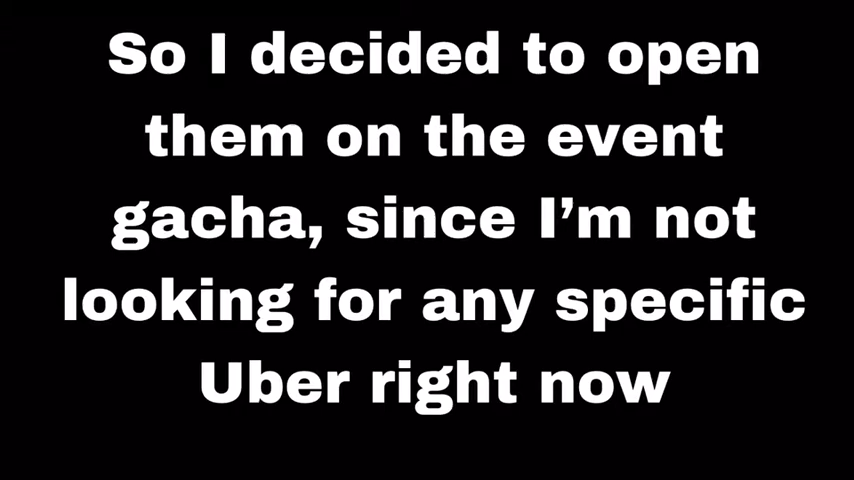 So I decided to open
them on the event
gacha, since I’m not
looking for any specific
Uber right now